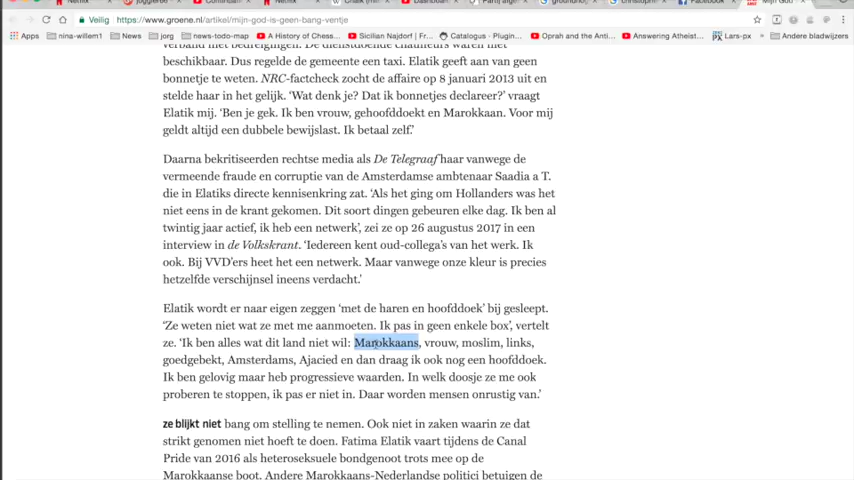 Veilig https://www.groene.nl/artikel/mijn-god-is-geen-bang-ventje
Apps nina-willem1 News news-todo-map jorg A History of Chess... Sicilian Najdorf | Catalogus - Plugin... Oprah and the Anti... Answering Atheist... Lars-px Andere bladwijzers
verband met bedreigingen. De dienstdoende chauffeurs waren niet
beschikbaar. Dus regelde de gemeente een taxi. Elatik geeft aan van geen
bonnetje te weten. NRC-factcheck zocht de affaire op 8 januari 2013 uit en
stelde haar in het gelijk. ‘Wat denk je? Dat ik bonnetjes declareer?’ vraagt
Elatik mij. ‘Ben je gek. Ik ben vrouw, gehoofddoekt en Marokkaan. Voor mij
geldt altijd een dubbele bewijslast. Ik betaal zelf.’
Daarna bekritiseerden rechtse media als De Telegraaf haar vanwege de
vermeende fraude en corruptie van de Amsterdamse ambtenaar Saadia a T.
die in Elatiks directe kennisenkring zat. ‘Als het ging om Hollanders was het
niet eens in de krant gekomen. Dit soort dingen gebeuren elke dag. Ik ben al
twintig jaar actief, ik heb een netwerk’, zei ze op 26 augustus 2017 in een
interview in de Volkskrant. ‘Iedereen kent oud-collega’s van het werk. Ik
ook. Bij VVD’ers heet het een netwerk. Maar vanwege onze kleur is precies
hetzelfde verschijnsel ineens verdacht.’
Elatik wordt er naar eigen zeggen ‘met de haren en hoofddoek’ bij gesleept.
‘Ze weten niet wat ze met me aanmoeten. Ik pas in geen enkele box’, vertelt
ze. ‘Ik ben alles wat dit land niet wil: Marokkaans, vrouw, moslim, links,
goedgebekt, Amsterdams, Ajacied en dan draag ik ook nog een hoofddoek.
Ik ben gelovig maar heb progressieve waarden. In welk doosje ze me ook
proberen te stoppen, ik pas er niet in. Daar worden mensen onrustig van.’
ze blijkt niet bang om stelling te nemen. Ook niet in zaken waarin ze dat
strikt genomen niet hoeft te doen. Fatima Elatik vaart tijdens de Canal
Pride van 2016 als heteroseksuele bondgenoot trots mee op de
Marokkaanse boot. Andere Marokkaans-Nederlandse politici betuigen de